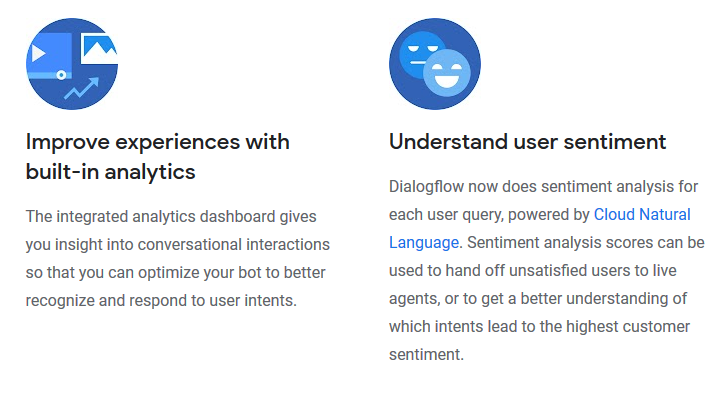 Improve experiences with
built-in analytics
The integrated analytics dashboard gives
you insight into conversational interactions
so that you can optimize your bot to better
recognize and respond to user intents.
Understand user sentiment
Dialogflow now does sentiment analysis for
each user query, powered by Cloud Natural
Language. Sentiment analysis scores can be
used to hand off unsatisfied users to live
agents, or to get a better understanding of
which intents lead to the highest customer
sentiment.